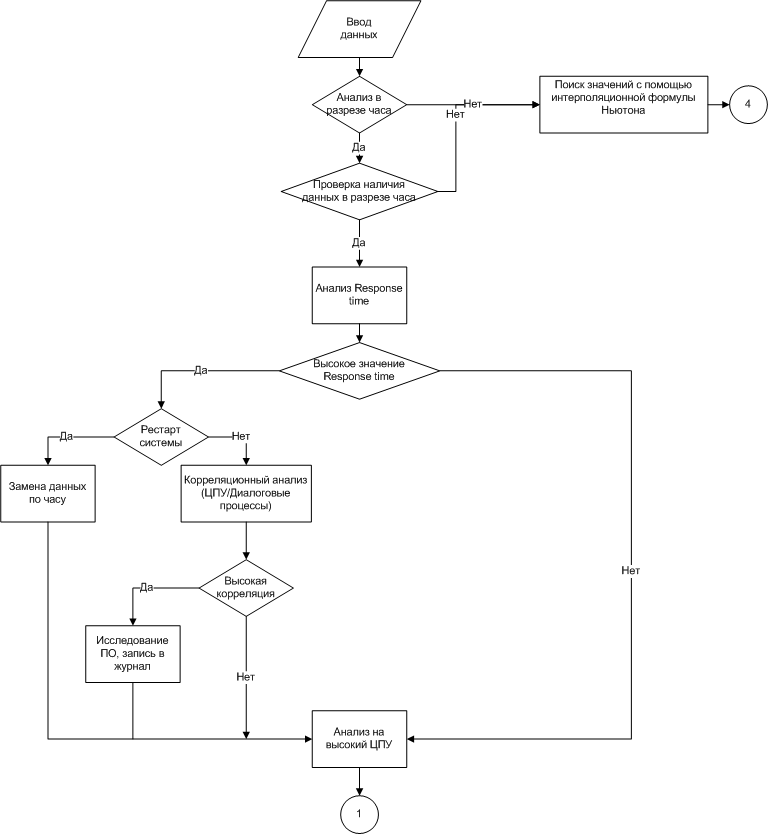 Ввод
данных
Анализ в
разрезе часа
Нет
Нет
Поиск значений с помощью
интерполяционной формулы
Ньютона
4
Да
Проверка наличия
данных в разрезе часа
Да
Анализ Response
time
Высокое значение
Response time
Да
Рестарт
системы
Да
Нет
Замена данных
по часу
Корреляционный анализ
(ЦПУ/Диалоговые
процессы)
Нет
Высокая
корреляция
Да
Исследование
ПО, запись в
журнал
Нет
Анализ на
высокий ЦПУ
1